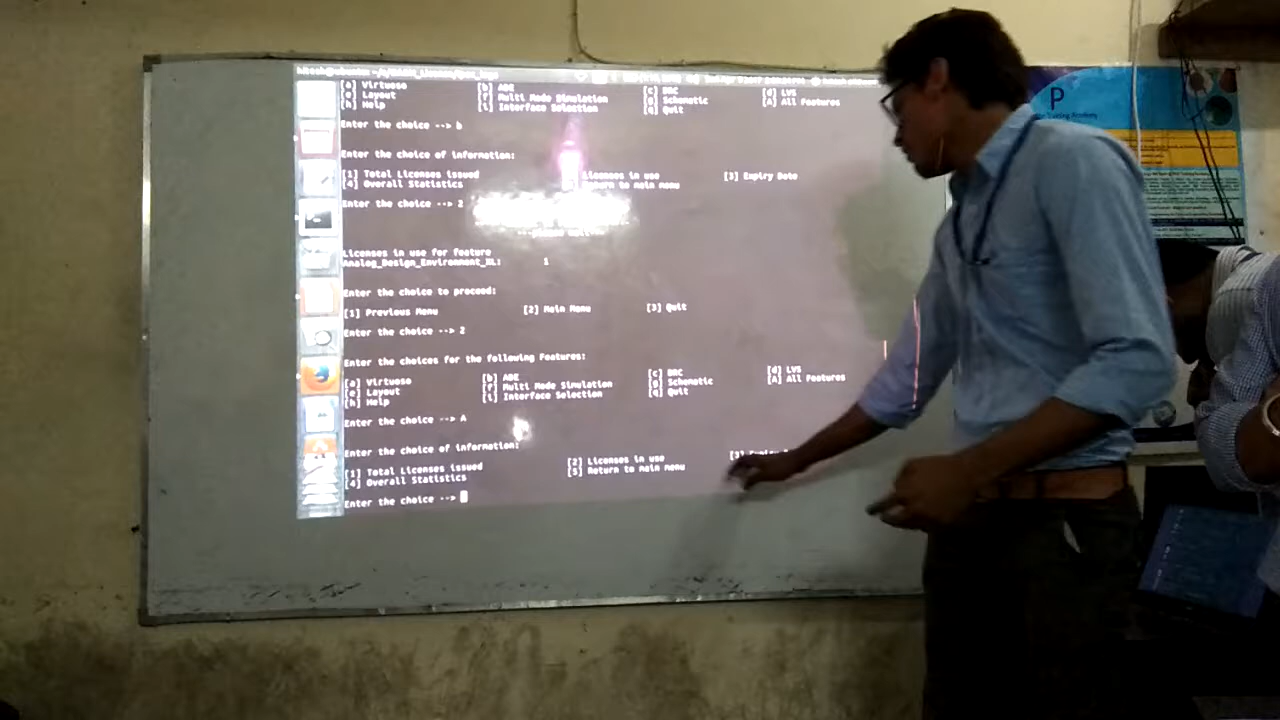 [a] Virtuoso [b] ADE [c] DRC [d] LVS
[e] Layout [f] Multi Mode Simulation [g] Schematic [A] All Features
[h] Help [i] Interface Selection [q] Quit
Enter the choice --> b
Enter the choice of information:
[1] Total Licenses issued Licenses in use [3] Expiry Date
[4] Overall Statistics Return to main menu
Enter the choice --> 2
Licenses in use for feature
Analog_Design_Environment_XL: 1
Enter the choice to proceed:
[1] Previous Menu [2] Main Menu [3] Quit
Enter the choice --> 2
Enter the choices for the following Features:
[a] Virtuoso [b] ADE [c] DRC [d] LVS
[e] Layout [f] Multi Mode Simulation [g] Schematic [A] All Features
[h] Help [i] Interface Selection [q] Quit
Enter the choice --> A
Enter the choice of information:
[1] Total Licenses issued [2] Licenses in use [3] Expiry
[4] Overall Statistics [5] Return to main menu
Enter the choice -->
P
Academy